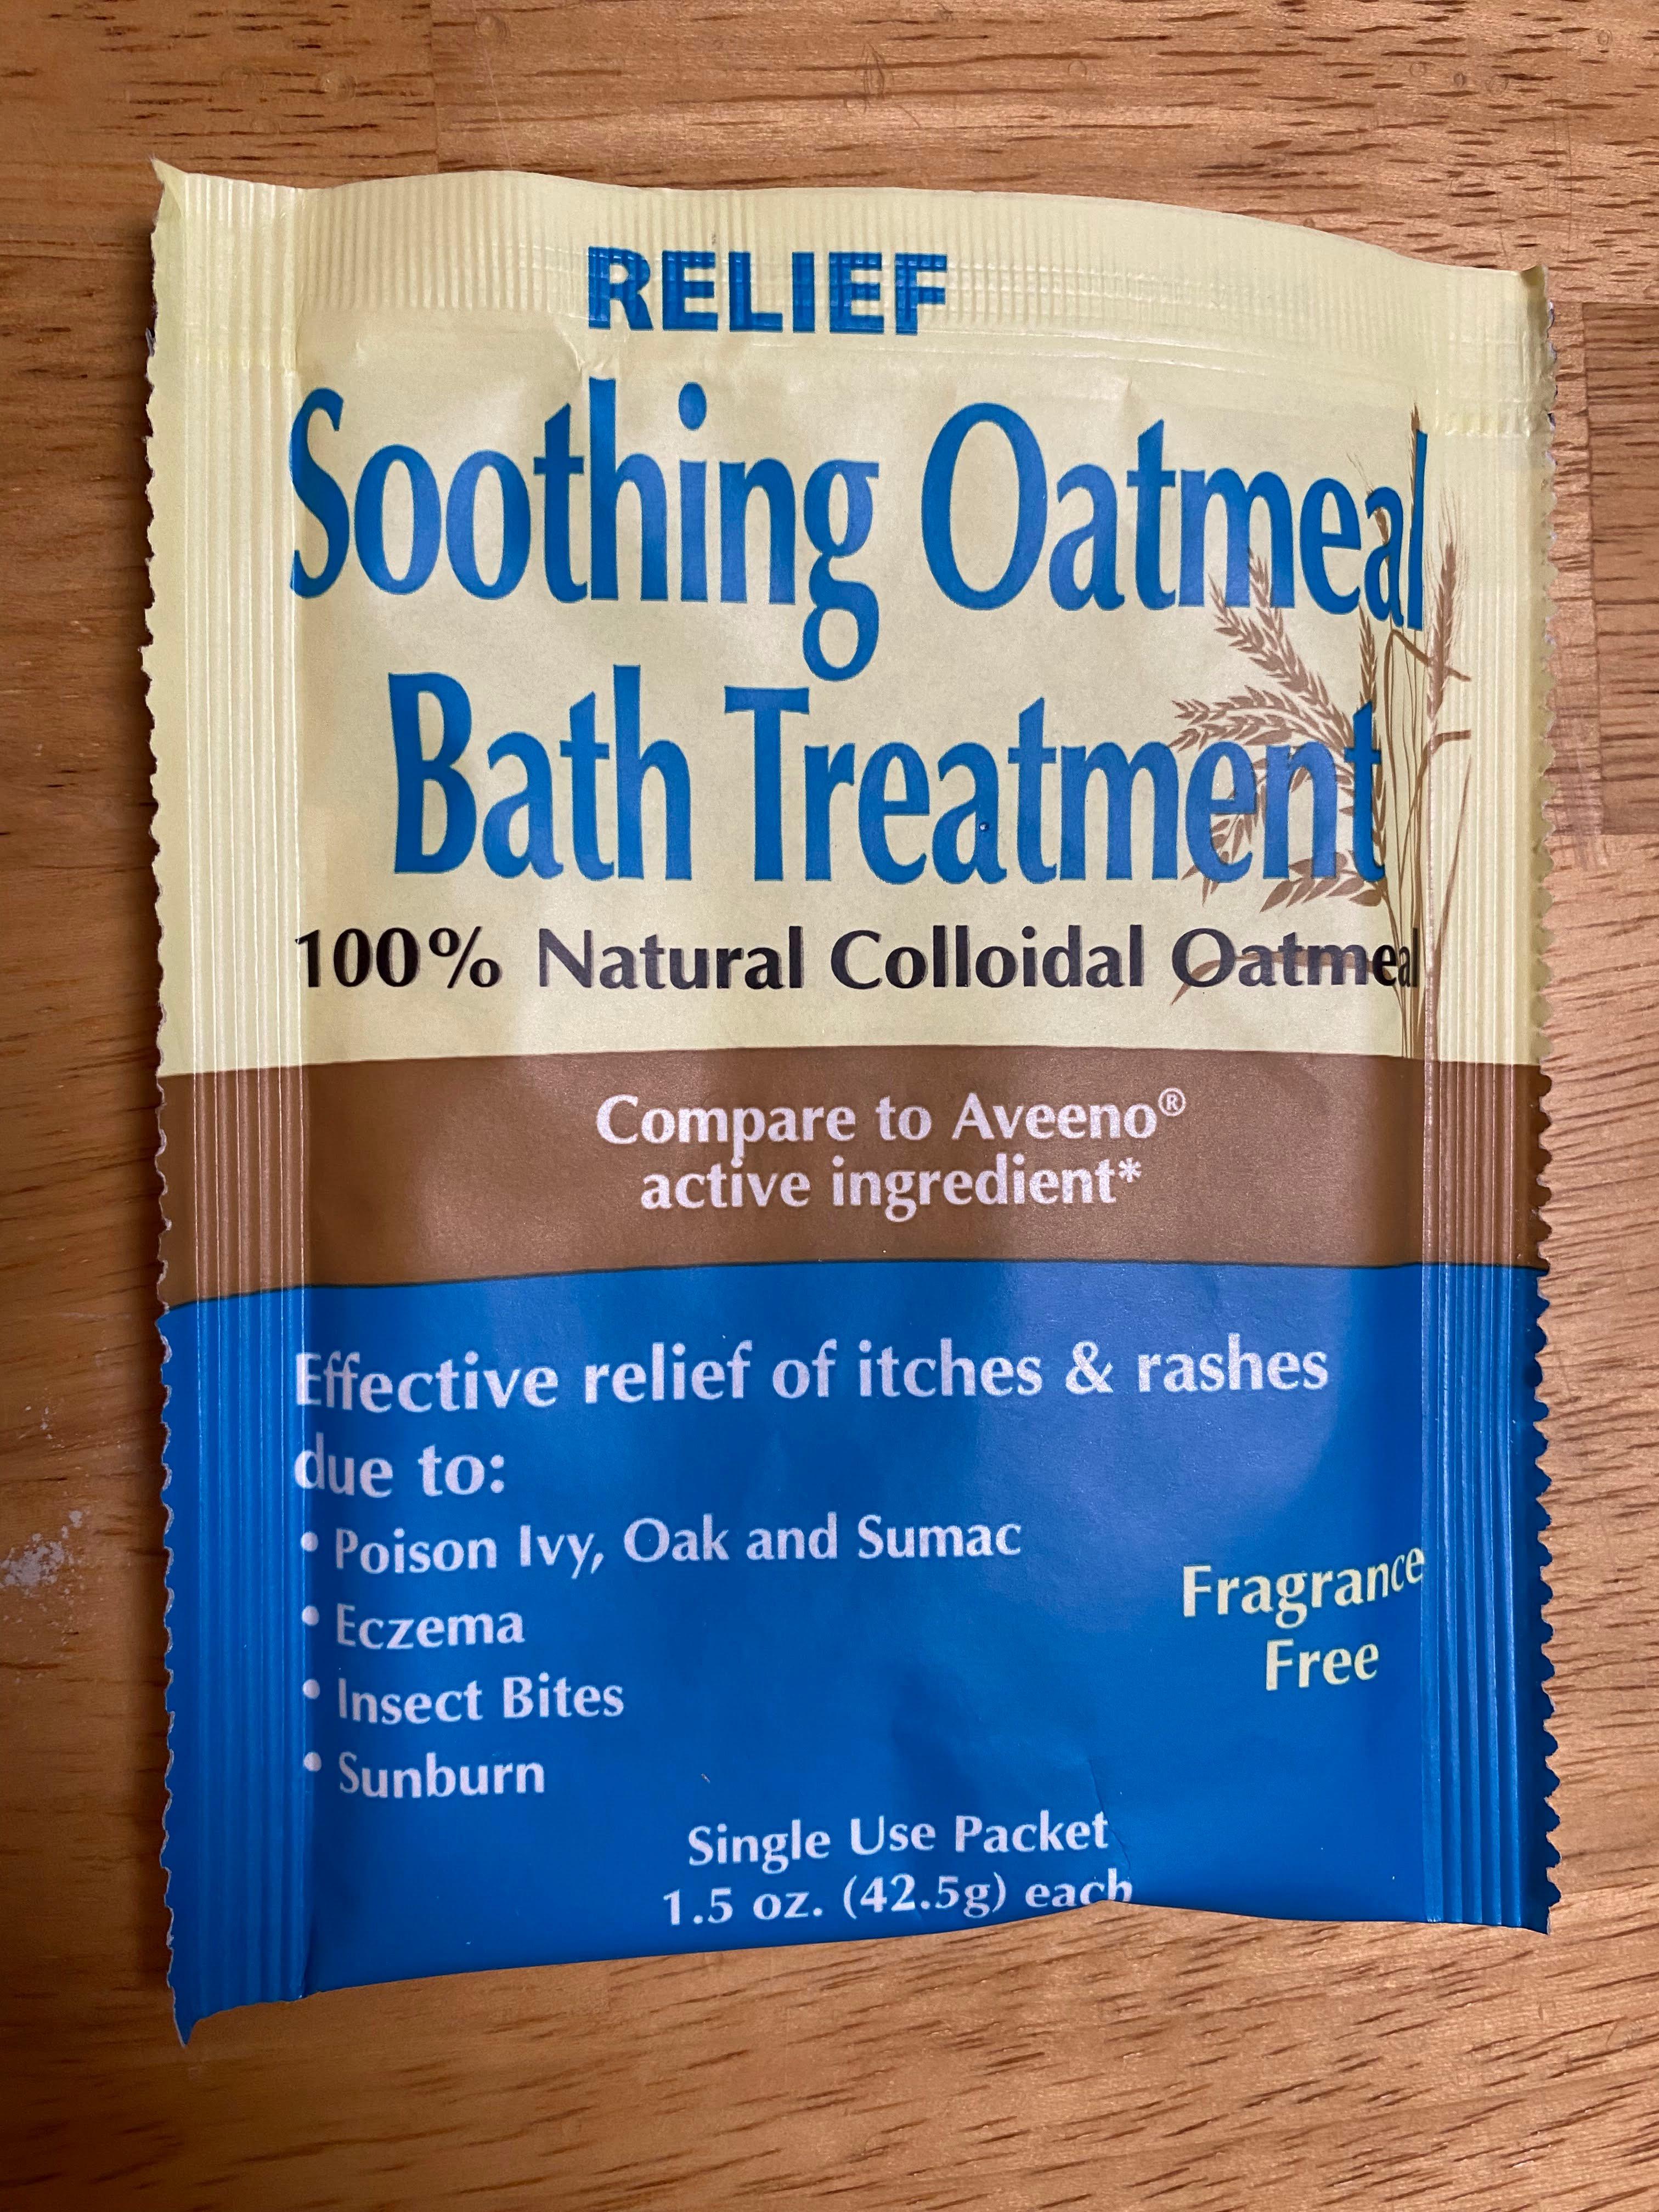 RELIEF
Soothing Oatmeal
Bath Treatment
100% Natural Colloidal Oatmeal
Compare to Aveeno®
active ingredient*
Effective relief of itches & rashes
due to:
• Poison Ivy, Oak and Sumac
• Eczema
• Insect Bites
• Sunburn
Fragrance
Free
Single Use Packet
1.5 oz. (42.5g) each